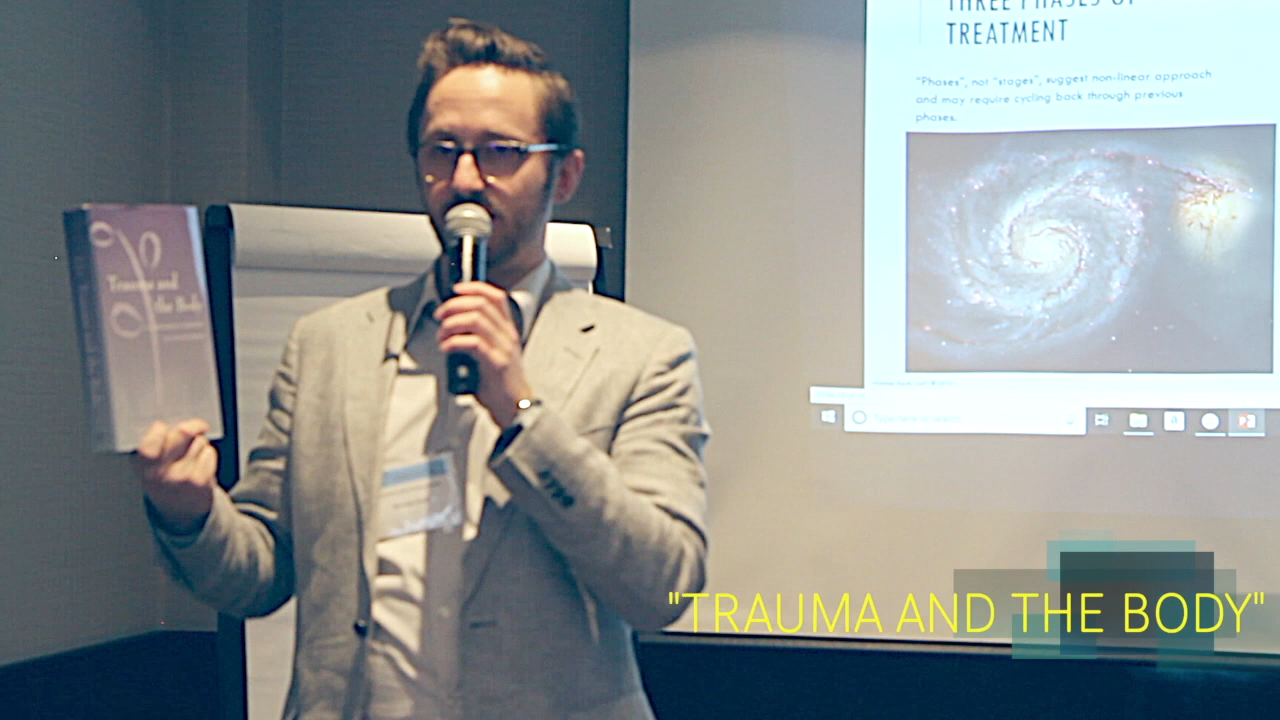 THREE PHASES OF
TREATMENT
"Phases", not "stages", suggest non-linear approach
and may require cycling back through previous
phases.
Trauma and
the Body
"TRAUMA AND THE BODY"